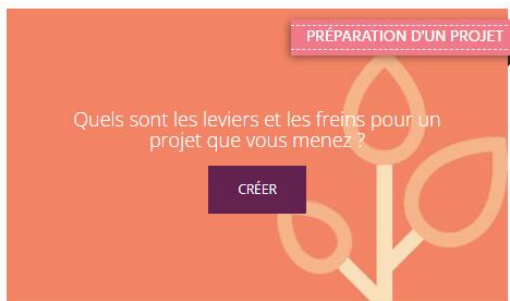 PRÉPARATION D'UN PROJET
Quels sont les leviers et les freins pour un
projet que vous menez ?
CRÉER